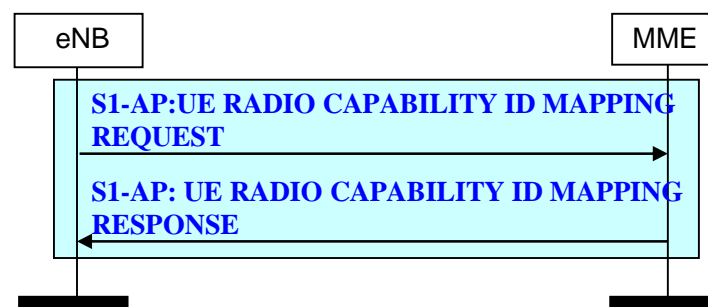 eNB
MME
S1-AP:UE RADIO CAPABILITY ID MAPPING
REQUEST
S1-AP: UE RADIO CAPABILITY ID MAPPING
RESPONSE